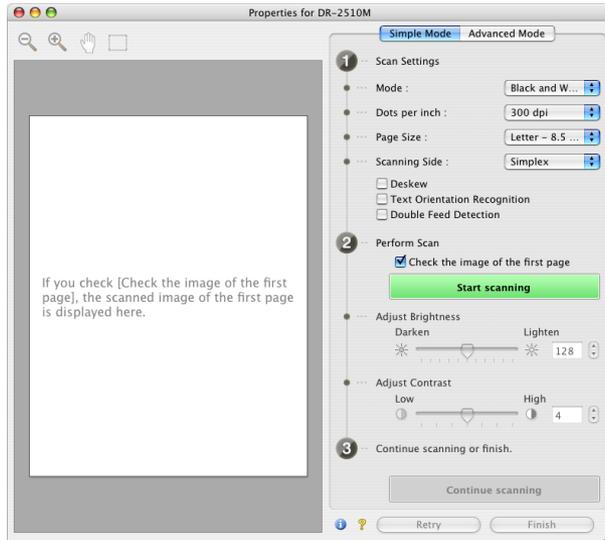 Properties for DR-2510M
Simple Mode Advanced Mode
1 Scan Settings
Mode : Black and W...
Dots per inch : 300 dpi
Page Size : Letter - 8.5 ...
Scanning Side : Simplex
Deskew
Text Orientation Recognition
Double Feed Detection
2 Perform Scan
Check the image of the first page
Start scanning
If you check [Check the image of the first
page], the scanned image of the first page
is displayed here.
Adjust Brightness
Darken Lighten
128
Adjust Contrast
Low High
4
3 Continue scanning or finish.
Continue scanning
Retry Finish